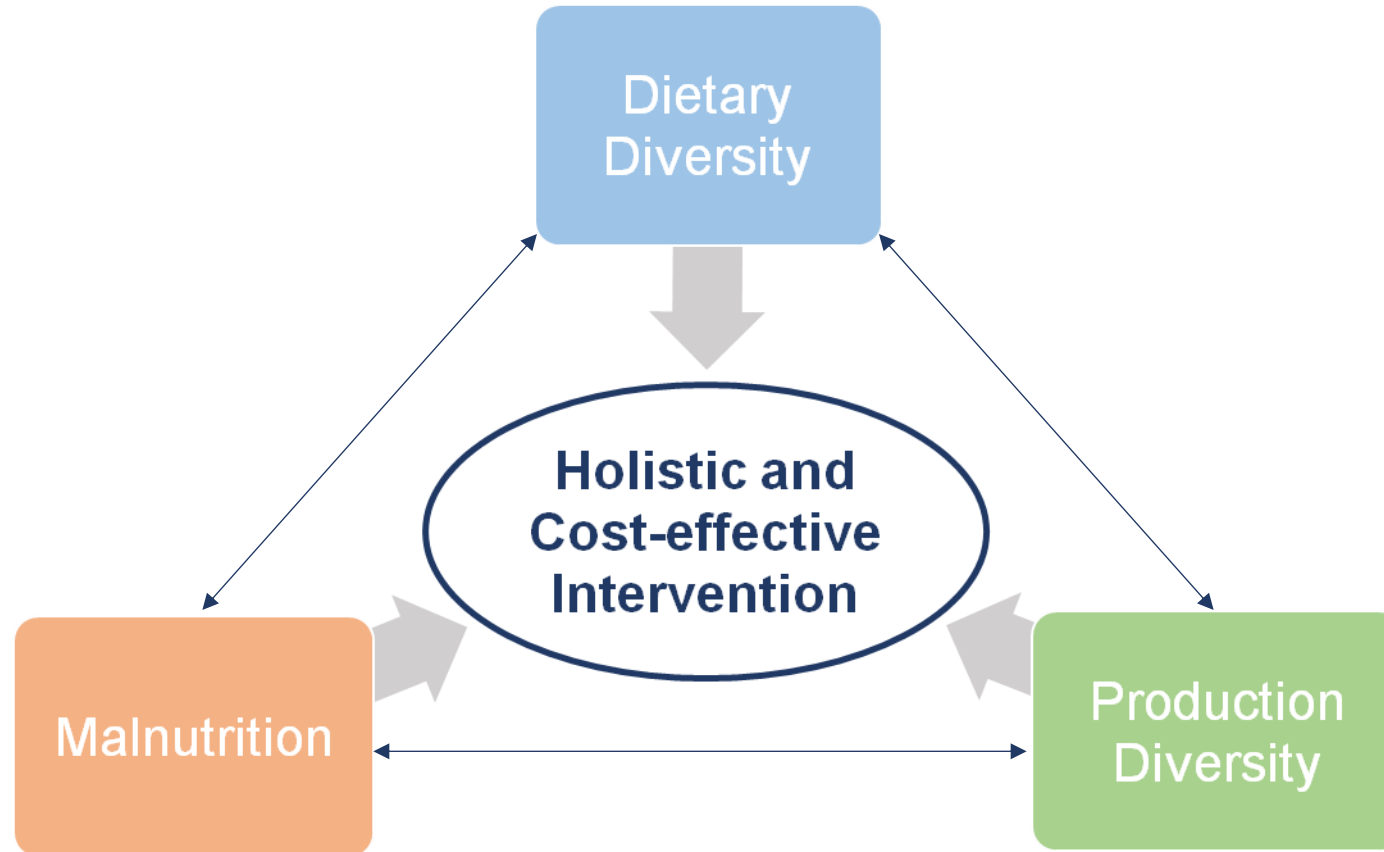 Dietary
Diversity
Holistic and
Cost-effective
Intervention
Malnutrition
Production
Diversity